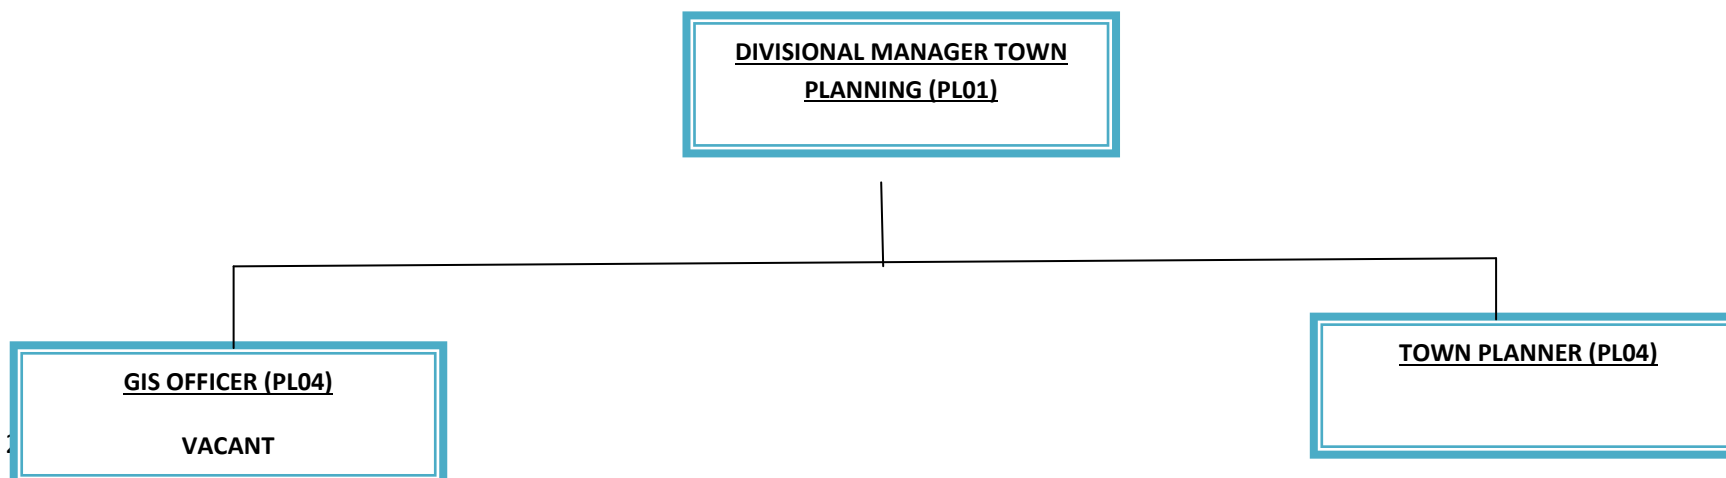 DIVISIONAL MANAGER TOWN
PLANNING (PL01)
TOWN PLANNER (PL04)
GIS OFFICER (PL04)
VACANT